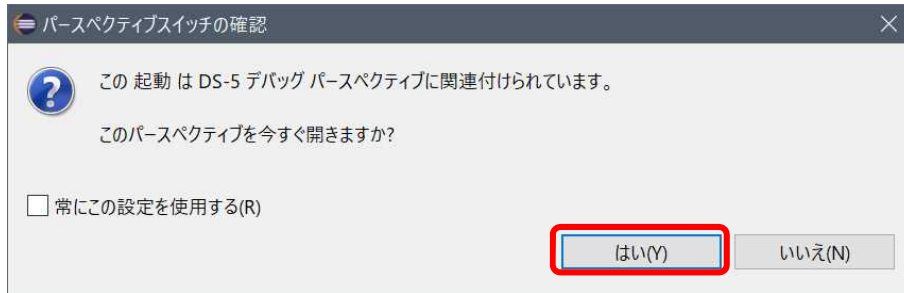 パースペクティブスイッチの確認
この 起動 は DS-5 デバッグ パースペクティブに関連付けられています。
このパースペクティブを今すぐ開きますか?
常にこの設定を使用する(R)
はい(Y)
いいえ(N)